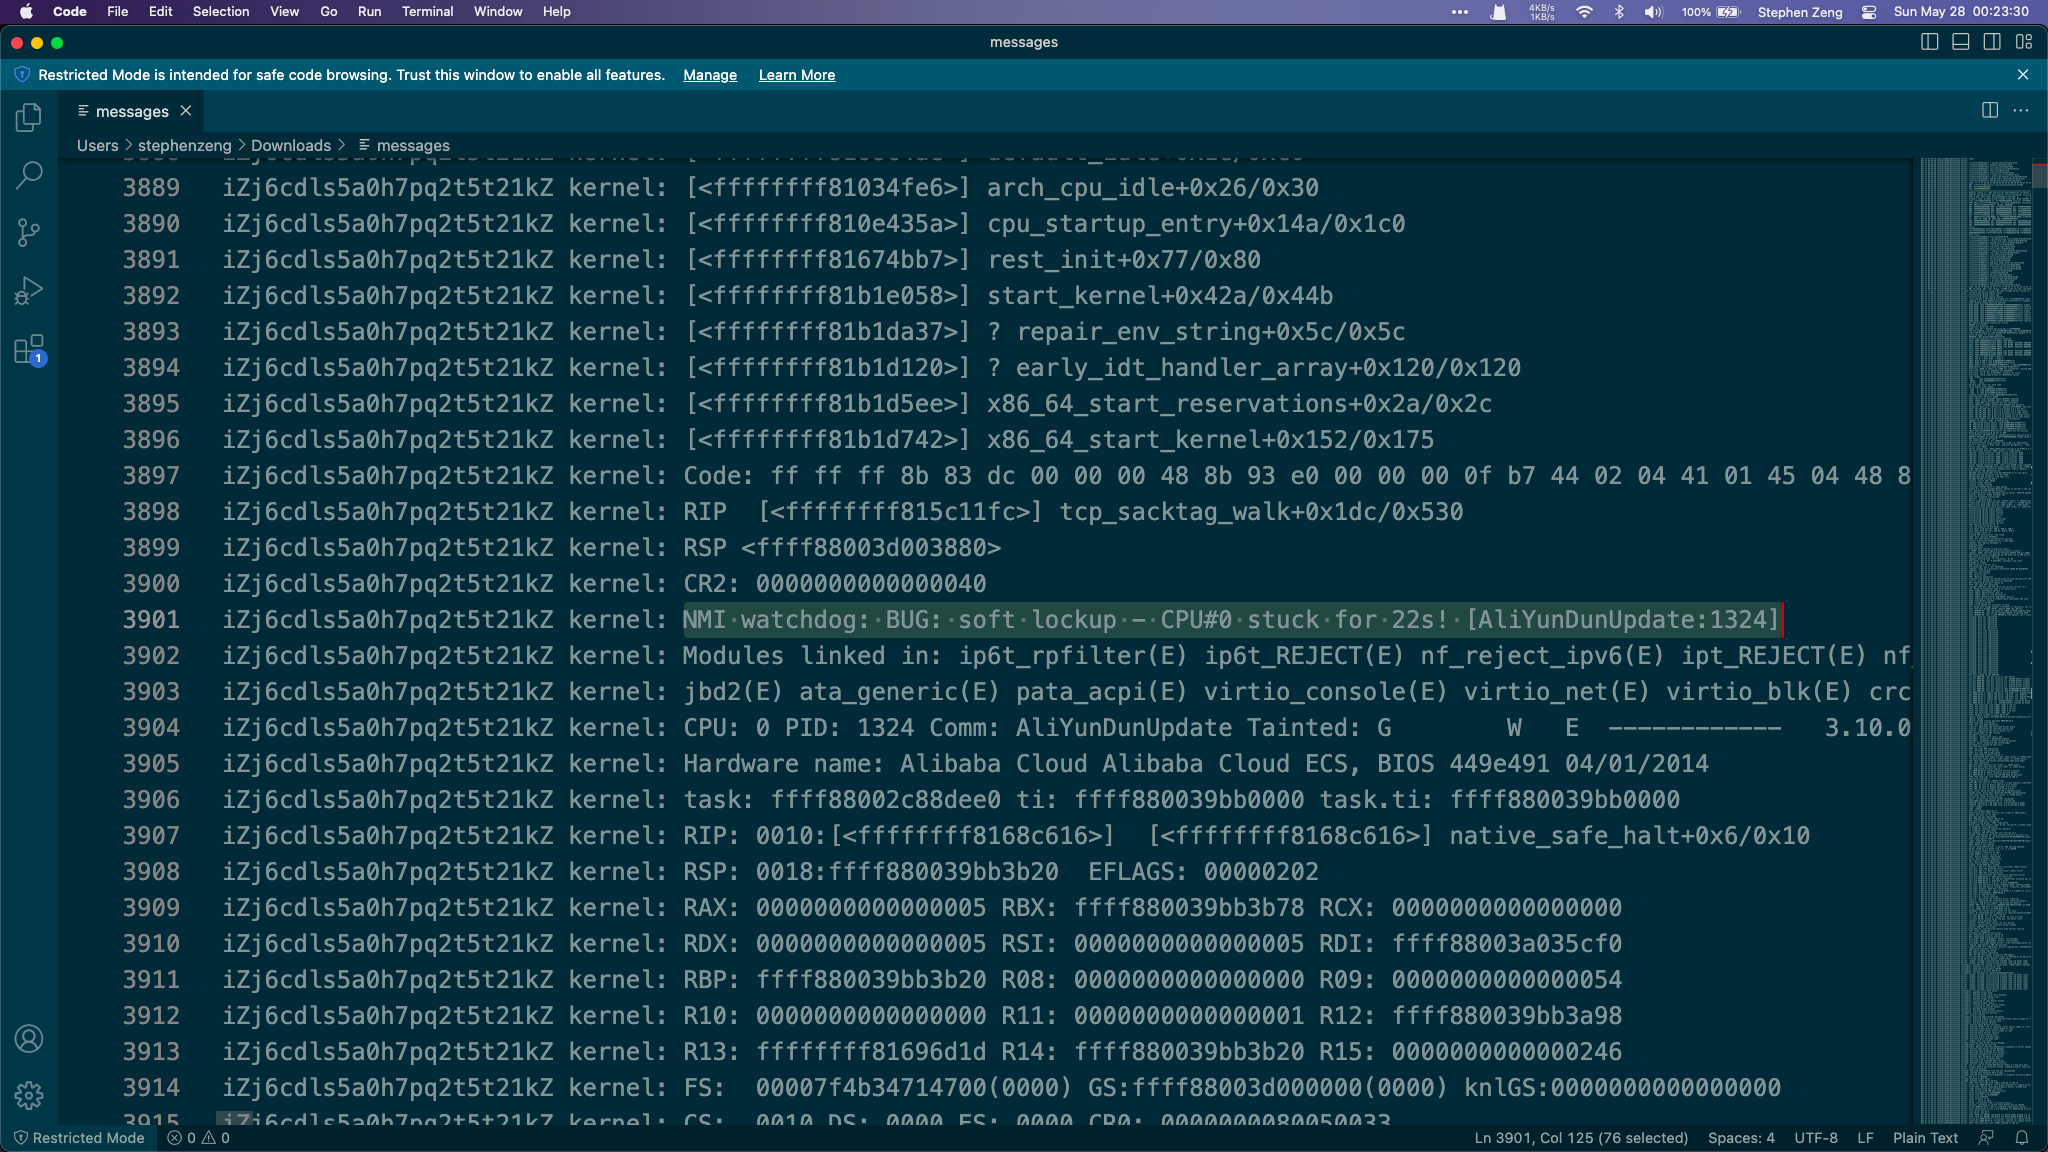 Code File Edit Selection View Go Run Terminal Window Help
4KB/s
1KB/s
100% Stephen Zeng Sun May 28 00:23:30
messages
Restricted Mode is intended for safe code browsing. Trust this window to enable all features. Manage Learn More
messages
Users > stephenzeng > Downloads > messages
3889 iZj6cdls5a0h7pq2t5t21kZ kernel: [<ffffffff81034fe6>] arch_cpu_idle+0x26/0x30
3890 iZj6cdls5a0h7pq2t5t21kZ kernel: [<ffffffff810e435a>] cpu_startup_entry+0x14a/0x1c0
3891 iZj6cdls5a0h7pq2t5t21kZ kernel: [<ffffffff81674bb7>] rest_init+0x77/0x80
3892 iZj6cdls5a0h7pq2t5t21kZ kernel: [<ffffffff81b1e058>] start_kernel+0x42a/0x44b
3893 iZj6cdls5a0h7pq2t5t21kZ kernel: [<ffffffff81b1da37>] ? repair_env_string+0x5c/0x5c
3894 iZj6cdls5a0h7pq2t5t21kZ kernel: [<ffffffff81b1d120>] ? early_idt_handler_array+0x120/0x120
3895 iZj6cdls5a0h7pq2t5t21kZ kernel: [<ffffffff81b1d5ee>] x86_64_start_reservations+0x2a/0x2c
3896 iZj6cdls5a0h7pq2t5t21kZ kernel: [<ffffffff81b1d742>] x86_64_start_kernel+0x152/0x175
3897 iZj6cdls5a0h7pq2t5t21kZ kernel: Code: ff ff ff 8b 83 dc 00 00 00 48 8b 93 e0 00 00 00 0f b7 44 02 04 41 01 45 04 48 8
3898 iZj6cdls5a0h7pq2t5t21kZ kernel: RIP [<ffffffff815c11fc>] tcp_sacktag_walk+0x1dc/0x530
3899 iZj6cdls5a0h7pq2t5t21kZ kernel: RSP <ffff88003d003880>
3900 iZj6cdls5a0h7pq2t5t21kZ kernel: CR2: 0000000000000040
3901 iZj6cdls5a0h7pq2t5t21kZ kernel: NMI watchdog: BUG: soft lockup - CPU#0 stuck for 22s! [AliYunDunUpdate:1324]
3902 iZj6cdls5a0h7pq2t5t21kZ kernel: Modules linked in: ip6t_rpfilter(E) ip6t_REJECT(E) nf_reject_ipv6(E) ipt_REJECT(E) nf_
3903 iZj6cdls5a0h7pq2t5t21kZ kernel: jbd2(E) ata_generic(E) pata_acpi(E) virtio_console(E) virtio_net(E) virtio_blk(E) crc
3904 iZj6cdls5a0h7pq2t5t21kZ kernel: CPU: 0 PID: 1324 Comm: AliYunDunUpdate Tainted: G W E ------------ 3.10.0
3905 iZj6cdls5a0h7pq2t5t21kZ kernel: Hardware name: Alibaba Cloud Alibaba Cloud ECS, BIOS 449e491 04/01/2014
3906 iZj6cdls5a0h7pq2t5t21kZ kernel: task: ffff88002c88dee0 ti: ffff880039bb0000 task.ti: ffff880039bb0000
3907 iZj6cdls5a0h7pq2t5t21kZ kernel: RIP: 0010:[<ffffffff8168c616>] [<ffffffff8168c616>] native_safe_halt+0x6/0x10
3908 iZj6cdls5a0h7pq2t5t21kZ kernel: RSP: 0018:ffff880039bb3b20 EFLAGS: 00000202
3909 iZj6cdls5a0h7pq2t5t21kZ kernel: RAX: 0000000000000005 RBX: ffff880039bb3b78 RCX: 0000000000000000
3910 iZj6cdls5a0h7pq2t5t21kZ kernel: RDX: 0000000000000005 RSI: 0000000000000005 RDI: ffff88003a035cf0
3911 iZj6cdls5a0h7pq2t5t21kZ kernel: RBP: ffff880039bb3b20 R08: 0000000000000000 R09: 0000000000000054
3912 iZj6cdls5a0h7pq2t5t21kZ kernel: R10: 0000000000000000 R11: 0000000000000001 R12: ffff880039bb3a98
3913 iZj6cdls5a0h7pq2t5t21kZ kernel: R13: ffffffff81696d1d R14: ffff880039bb3b20 R15: 0000000000000246
3914 iZj6cdls5a0h7pq2t5t21kZ kernel: FS: 00007f4b34714700(0000) GS:ffff88003d000000(0000) knlGS:0000000000000000
3915 iZj6cdls5a0h7pq2t5t21kZ kernel: CS: 0010 DS: 0000 ES: 0000 CR0: 0000000080050033
1
Restricted Mode 0 0 Ln 3901, Col 125 (76 selected) Spaces: 4 UTF-8 LF Plain Text